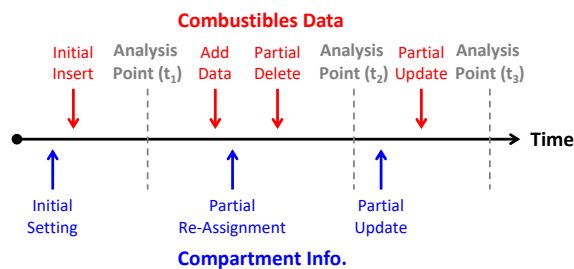 Combustibles Data
Initial
Insert
Analysis
Point (t₁)
Add
Data
Partial
Delete
Analysis
Point (t₂)
Partial
Update
Analysis
Point (t₃)
Time
Initial
Setting
Partial
Re-Assignment
Partial
Update
Compartment Info.